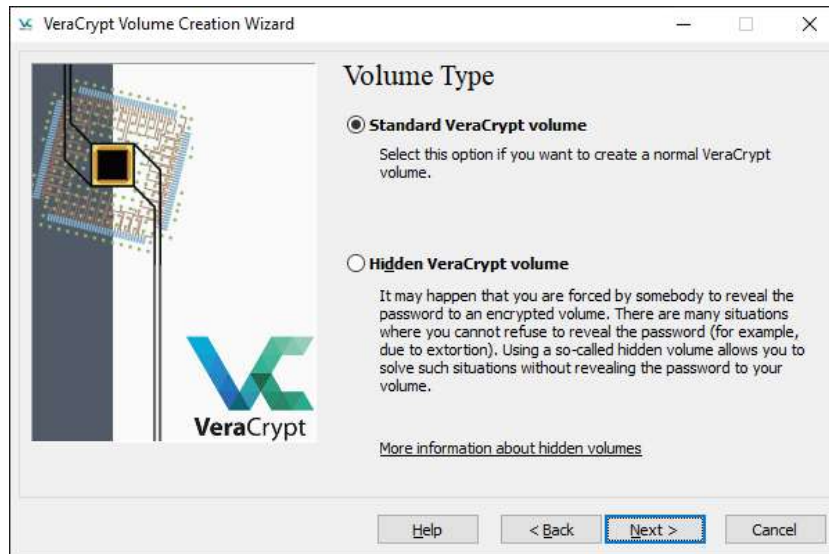 VeraCrypt Volume Creation Wizard
Volume Type
Standard VeraCrypt volume
Select this option if you want to create a normal VeraCrypt
volume.
Hidden VeraCrypt volume
It may happen that you are forced by somebody to reveal the
password to an encrypted volume. There are many situations
where you cannot refuse to reveal the password (for example,
due to extortion). Using a so-called hidden volume allows you to
solve such situations without revealing the password to your
volume.
VeraCrypt
More information about hidden volumes
Help
< Back
Next >
Cancel